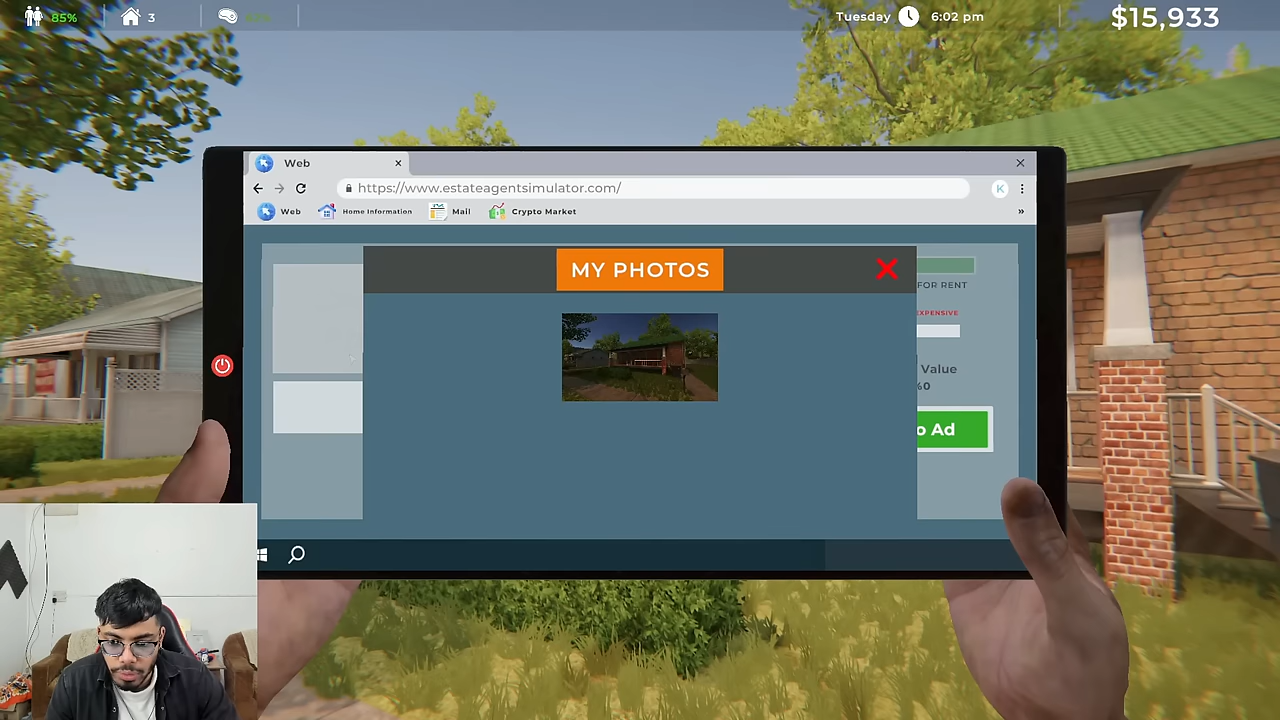 85%
3
Tuesday
6:02 pm
$15,933
Web
https://www.estateagentsimulator.com/
K
Web
Home Information
Mail
Crypto Market
»
MY PHOTOS
FOR RENT
EXPENSIVE
Value
%0
o Ad